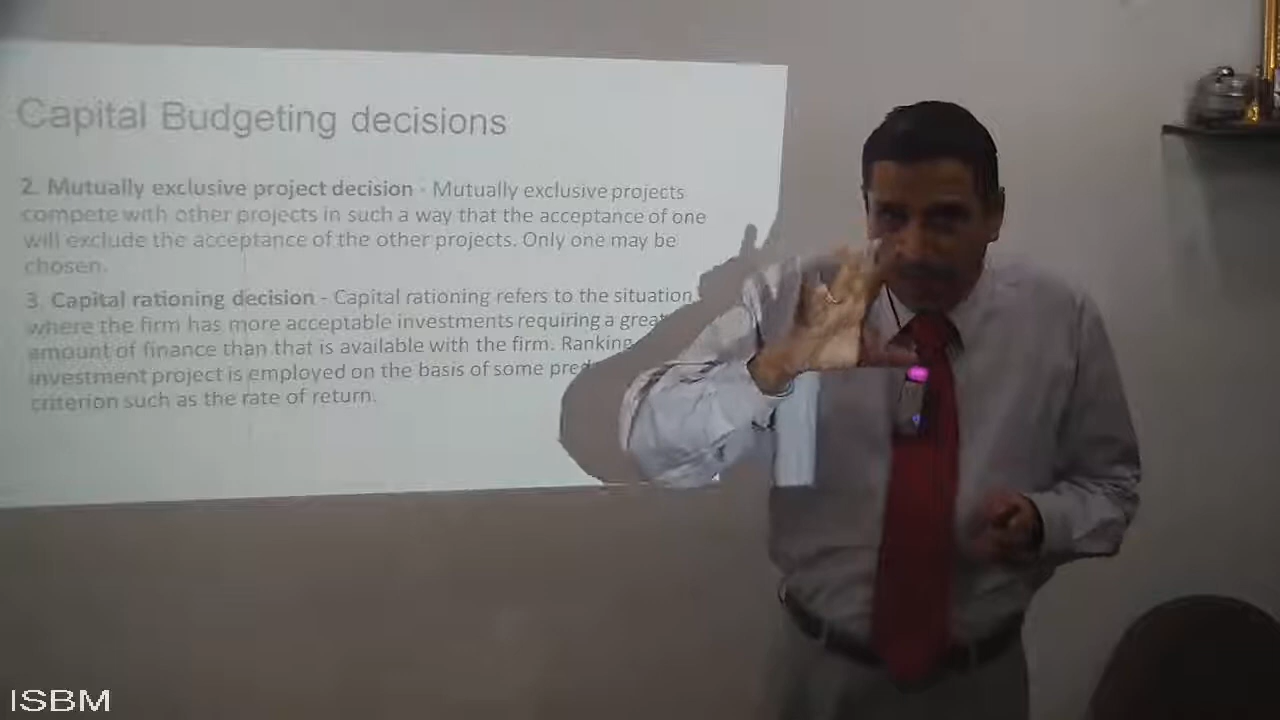 Capital Budgeting decisions
2. Mutually exclusive project decision - Mutually exclusive projects
compete with other projects in such a way that the acceptance of one
will exclude the acceptance of the other projects. Only one may be
chosen.
3. Capital rationing decision - Capital rationing refers to the situation
where the firm has more acceptable investments requiring a
amount of finance than that is available with the firm. Ranking
investment project is employed on the basis of some
criterion such as the rate of return.
ISBM